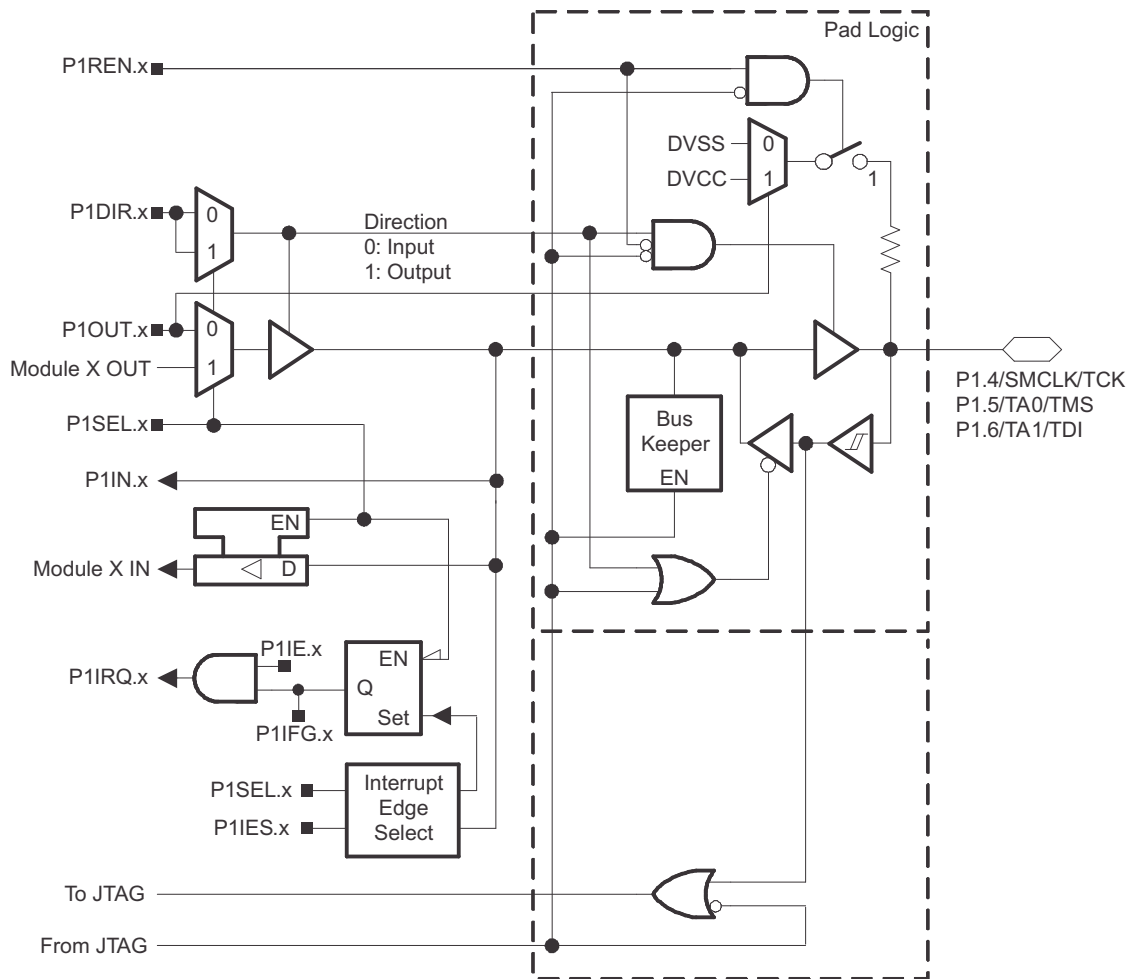 Pad Logic
P1REN.x
DVSS
0
DVCC
1
1
P1DIR.x
0
1
Direction
0: Input
1: Output
P1OUT.x
0
Module X OUT
1
P1SEL.x
P1.4/SMCLK/TCK
P1.5/TA0/TMS
P1.6/TA1/TDI
Bus
Keeper
EN
P1IN.x
EN
Module X IN
D
P1IE.x
P1IRQ.x
EN
Q
Set
P1IFG.x
P1SEL.x
P1IES.x
Interrupt
Edge
Select
To JTAG
From JTAG